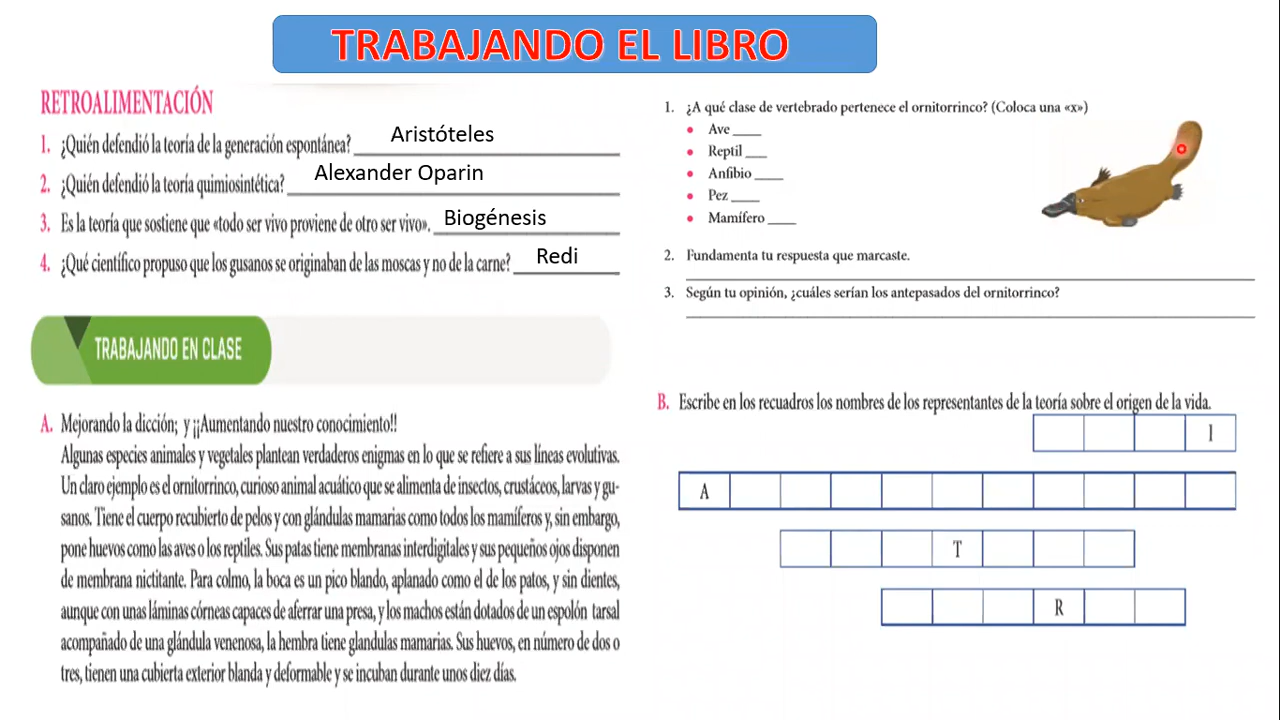 TRABAJANDO EL LIBRO
RETROALIMENTACIÓN
1. ¿Quién defendió la teoría de la generación espontánea? Aristóteles
2. ¿Quién defendió la teoría quimiosintética? Alexander Oparin
3. Es la teoría que sostiene que «todo ser vivo proviene de otro ser vivo». Biogénesis
4. ¿Qué científico propuso que los gusanos se originaban de las moscas y no de la carne? Redi
TRABAJANDO EN CLASE
A. Mejorando la dicción; y ¡¡Aumentando nuestro conocimiento!!
Algunas especies animales y vegetales plantean verdaderos enigmas en lo que se refiere a sus líneas evolutivas.
Un claro ejemplo es el ornitorrinco, curioso animal acuático que se alimenta de insectos, crustáceos, larvas y gu-
sanos. Tiene el cuerpo recubierto de pelos y con glándulas mamarias como todos los mamíferos y, sin embargo,
pone huevos como las aves o los reptiles. Sus patas tiene membranas interdigitales y sus pequeños ojos disponen
de membrana nictitante. Para colmo, la boca es un pico blando, aplanado como el de los patos, y sin dientes,
aunque con unas láminas córneas capaces de aferrar una presa, y los machos están dotados de un espolón tarsal
acompañado de una glándula venenosa, la hembra tiene glandulas mamarias. Sus huevos, en número de dos o
tres, tienen una cubierta exterior blanda y deformable y se incuban durante unos diez días.
1. ¿A qué clase de vertebrado pertenece el ornitorrinco? (Coloca una «x»)
• Ave ____
• Reptil ___
• Anfibio ____
• Pez ____
• Mamífero ____
2. Fundamenta tu respuesta que marcaste.
3. Según tu opinión, ¿cuáles serían los antepasados del ornitorrinco?
B. Escribe en los recuadros los nombres de los representantes de la teoría sobre el origen de la vida.
I
A
T
R